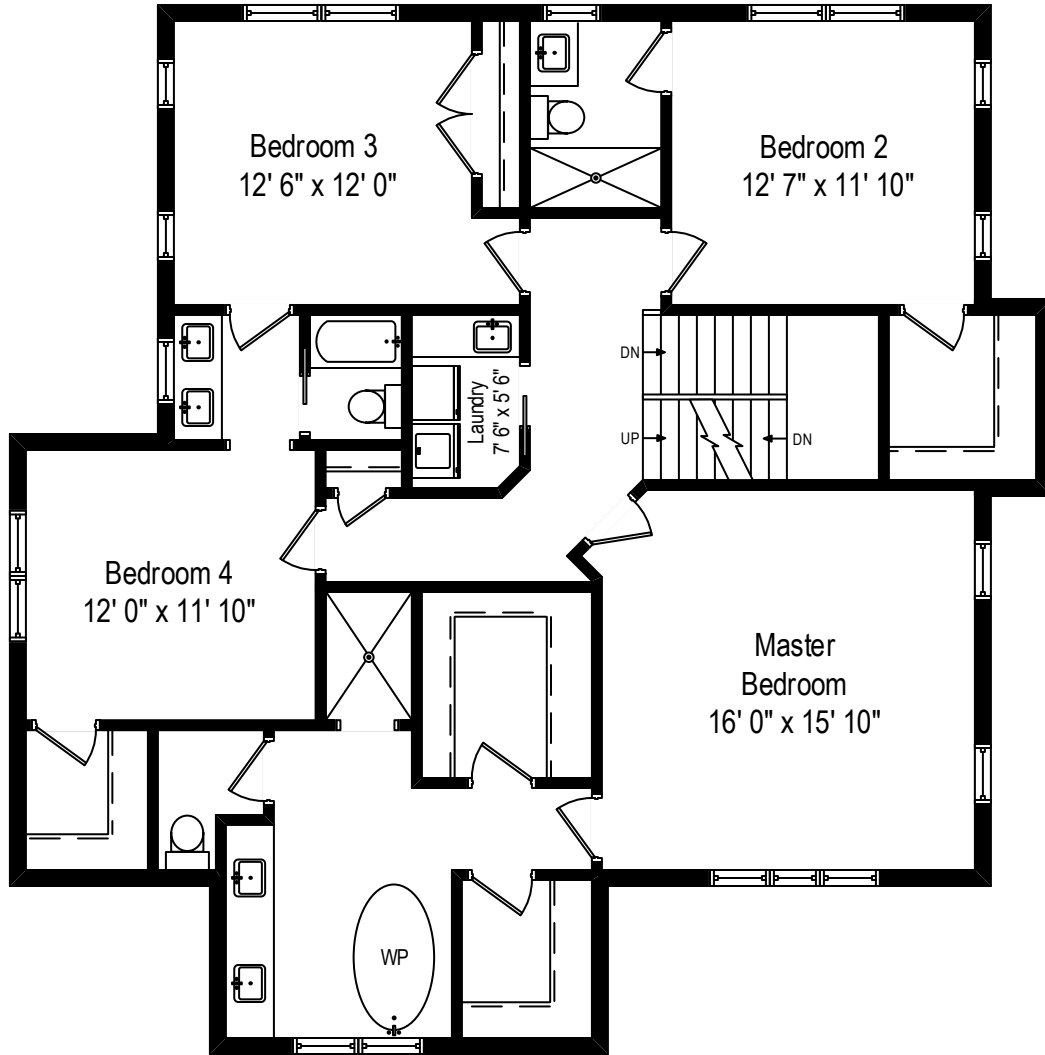 Bedroom 3
12' 6" x 12' 0"
Bedroom 2
12' 7" x 11' 10"
DN
UP
DN
Laundry
7' 6" x 5' 6"
Bedroom 4
12' 0" x 11' 10"
Master
Bedroom
16' 0" x 15' 10"
WP